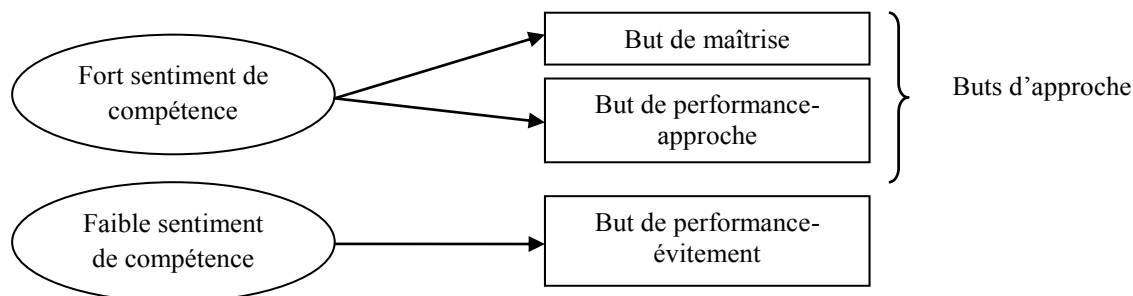 Fort sentiment de
compétence
But de maîtrise
But de performance-
approche
Buts d’approche
Faible sentiment
de compétence
But de performance-
évitement